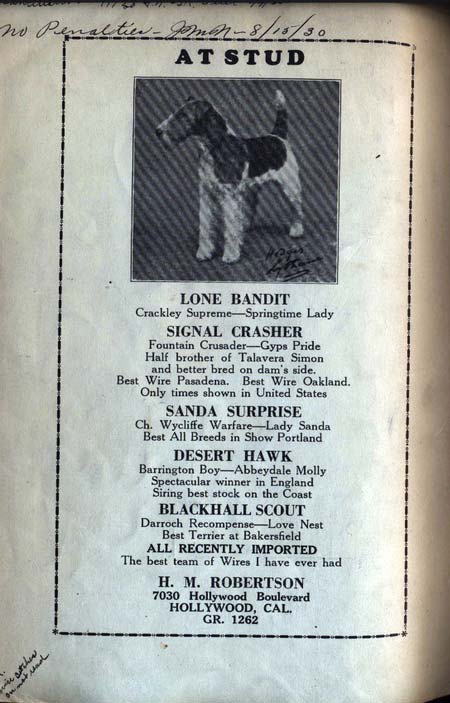 No Penalties — 8/15/30
AT STUD
LONE BANDIT
Crackley Supreme—Springtime Lady
SIGNAL CRASHER
Fountain Crusader—Gyps Pride
Half brother of Talavera Simon
and better bred on dam's side.
Best Wire Pasadena. Best Wire Oakland.
Only times shown in United States
SANDA SURPRISE
Ch. Wycliffe Warfare—Lady Sanda
Best All Breeds in Show Portland
DESERT HAWK
Barrington Boy—Abbeydale Molly
Spectacular winner in England
Siring best stock on the Coast
BLACKHALL SCOUT
Darroch Recompense—Love Nest
Best Terrier at Bakersfield
ALL RECENTLY IMPORTED
The best team of Wires I have ever had
H. M. ROBERTSON
7030 Hollywood Boulevard
HOLLYWOOD, CAL.
GR. 1262